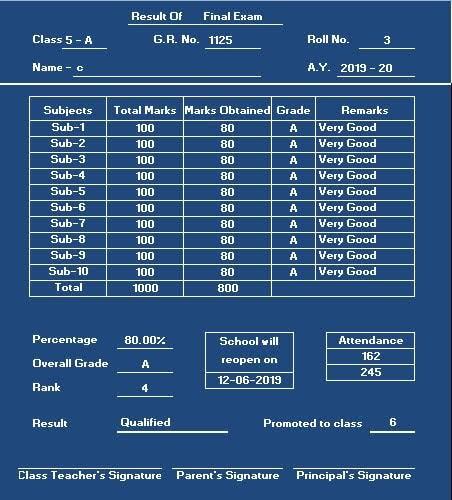 Result Of Final Exam
Class 5 - A G.R. No. 1125 Roll No. 3
Name - c A.Y. 2019 - 20
Subjects Total Marks Marks Obtained Grade Remarks
Sub-1 100 80 A Very Good
Sub-2 100 80 A Very Good
Sub-3 100 80 A Very Good
Sub-4 100 80 A Very Good
Sub-5 100 80 A Very Good
Sub-6 100 80 A Very Good
Sub-7 100 80 A Very Good
Sub-8 100 80 A Very Good
Sub-9 100 80 A Very Good
Sub-10 100 80 A Very Good
Total 1000 800
Percentage 80.00% School will Attendance
reopen on 162
Overall Grade A 245
12-06-2019
Rank 4
Result Qualified Promoted to class 6
Class Teacher's Signature Parent's Signature Principal's Signature